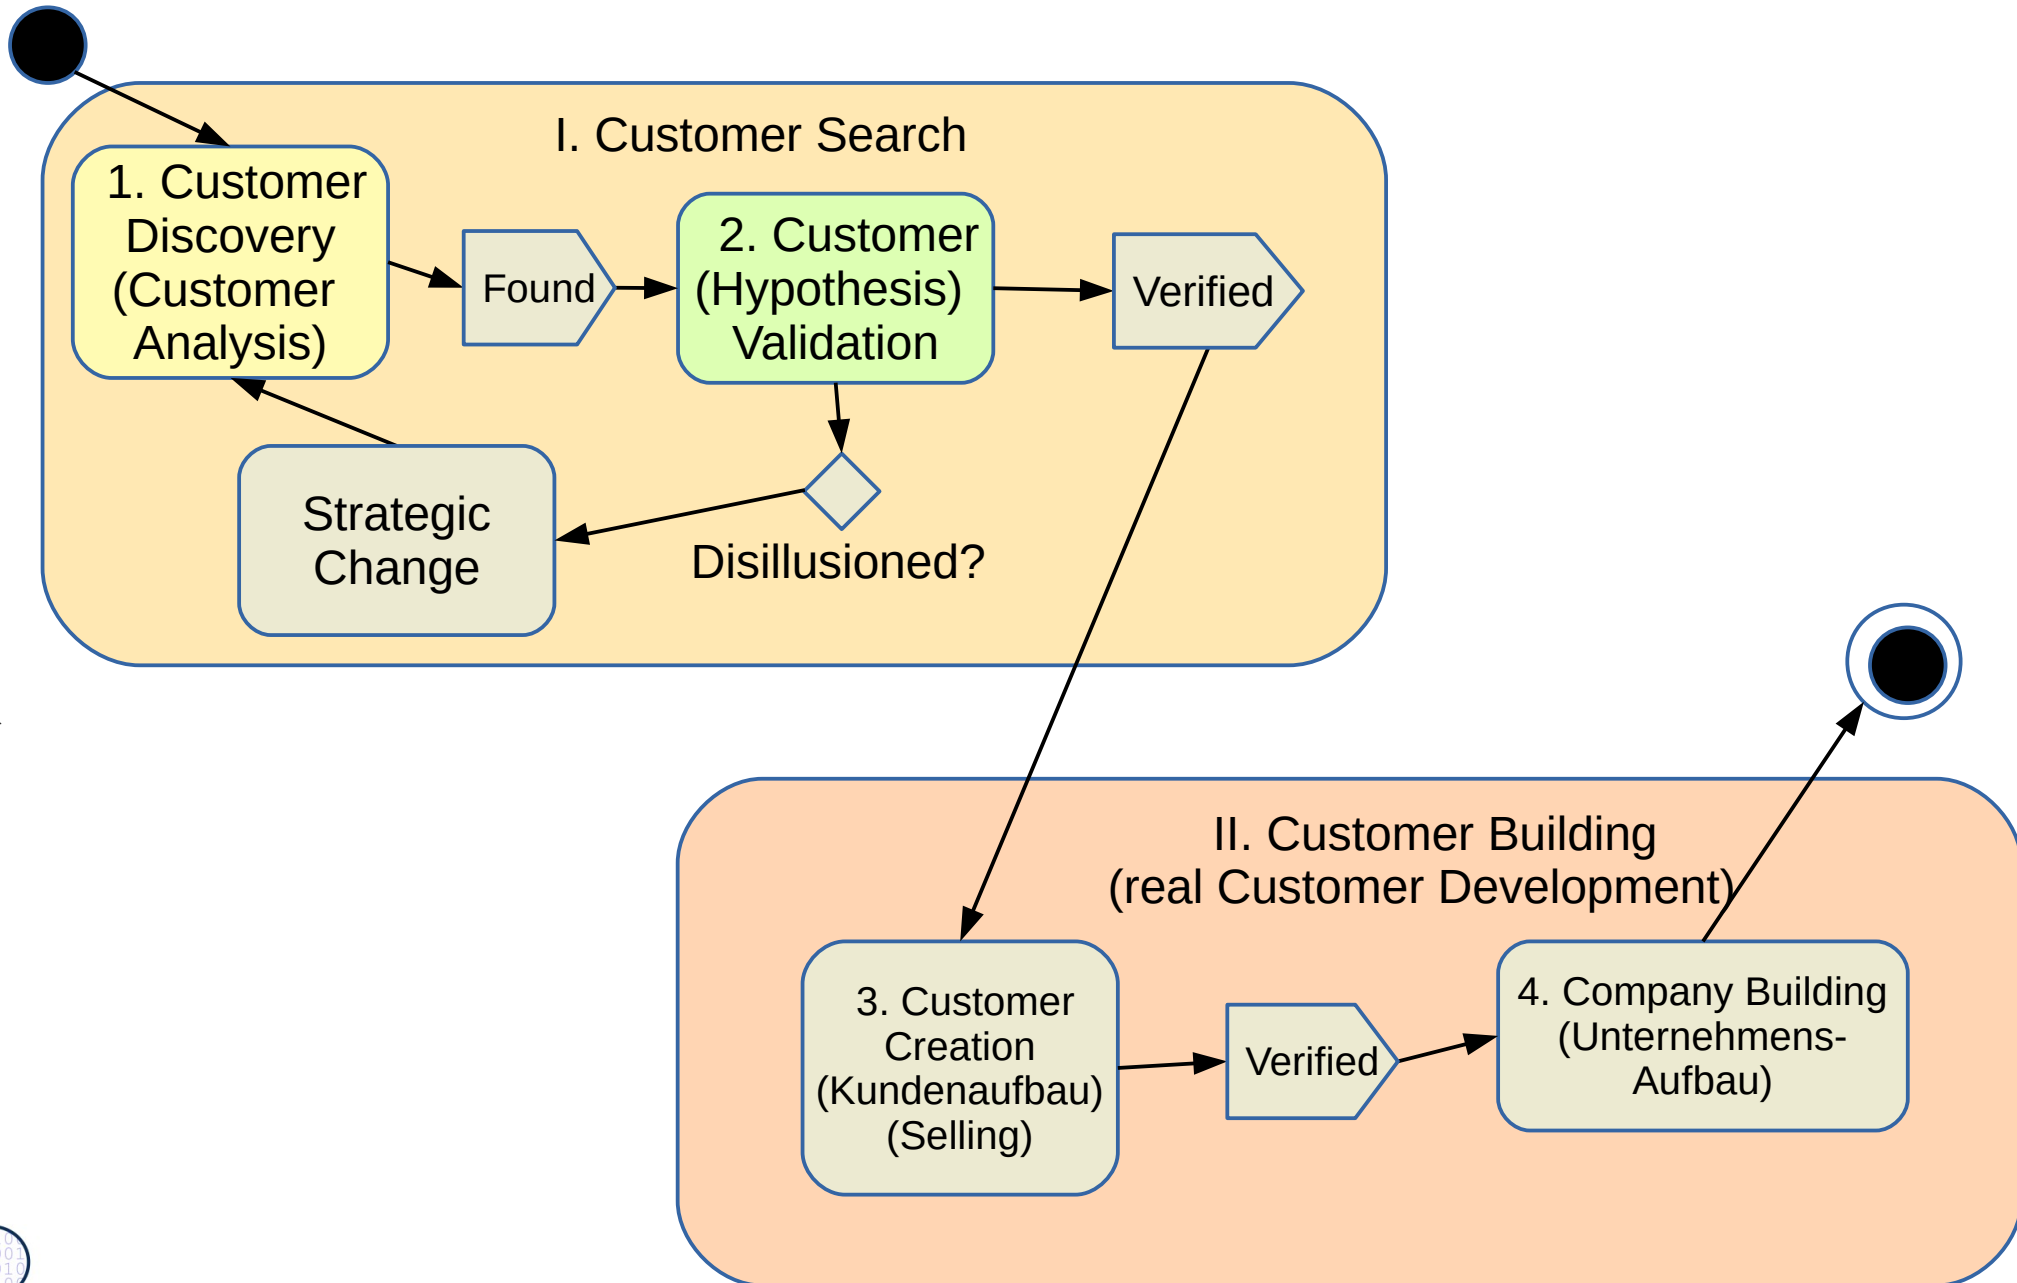 I. Customer Search
1. Customer
Discovery
(Customer
Analysis)
Found
2. Customer
(Hypothesis)
Validation
Verified
Strategic
Change
Disillusioned?
II. Customer Building
(real Customer Development)
3. Customer
Creation
(Kundenaufbau)
(Selling)
Verified
4. Company Building
(Unternehmens-
Aufbau)